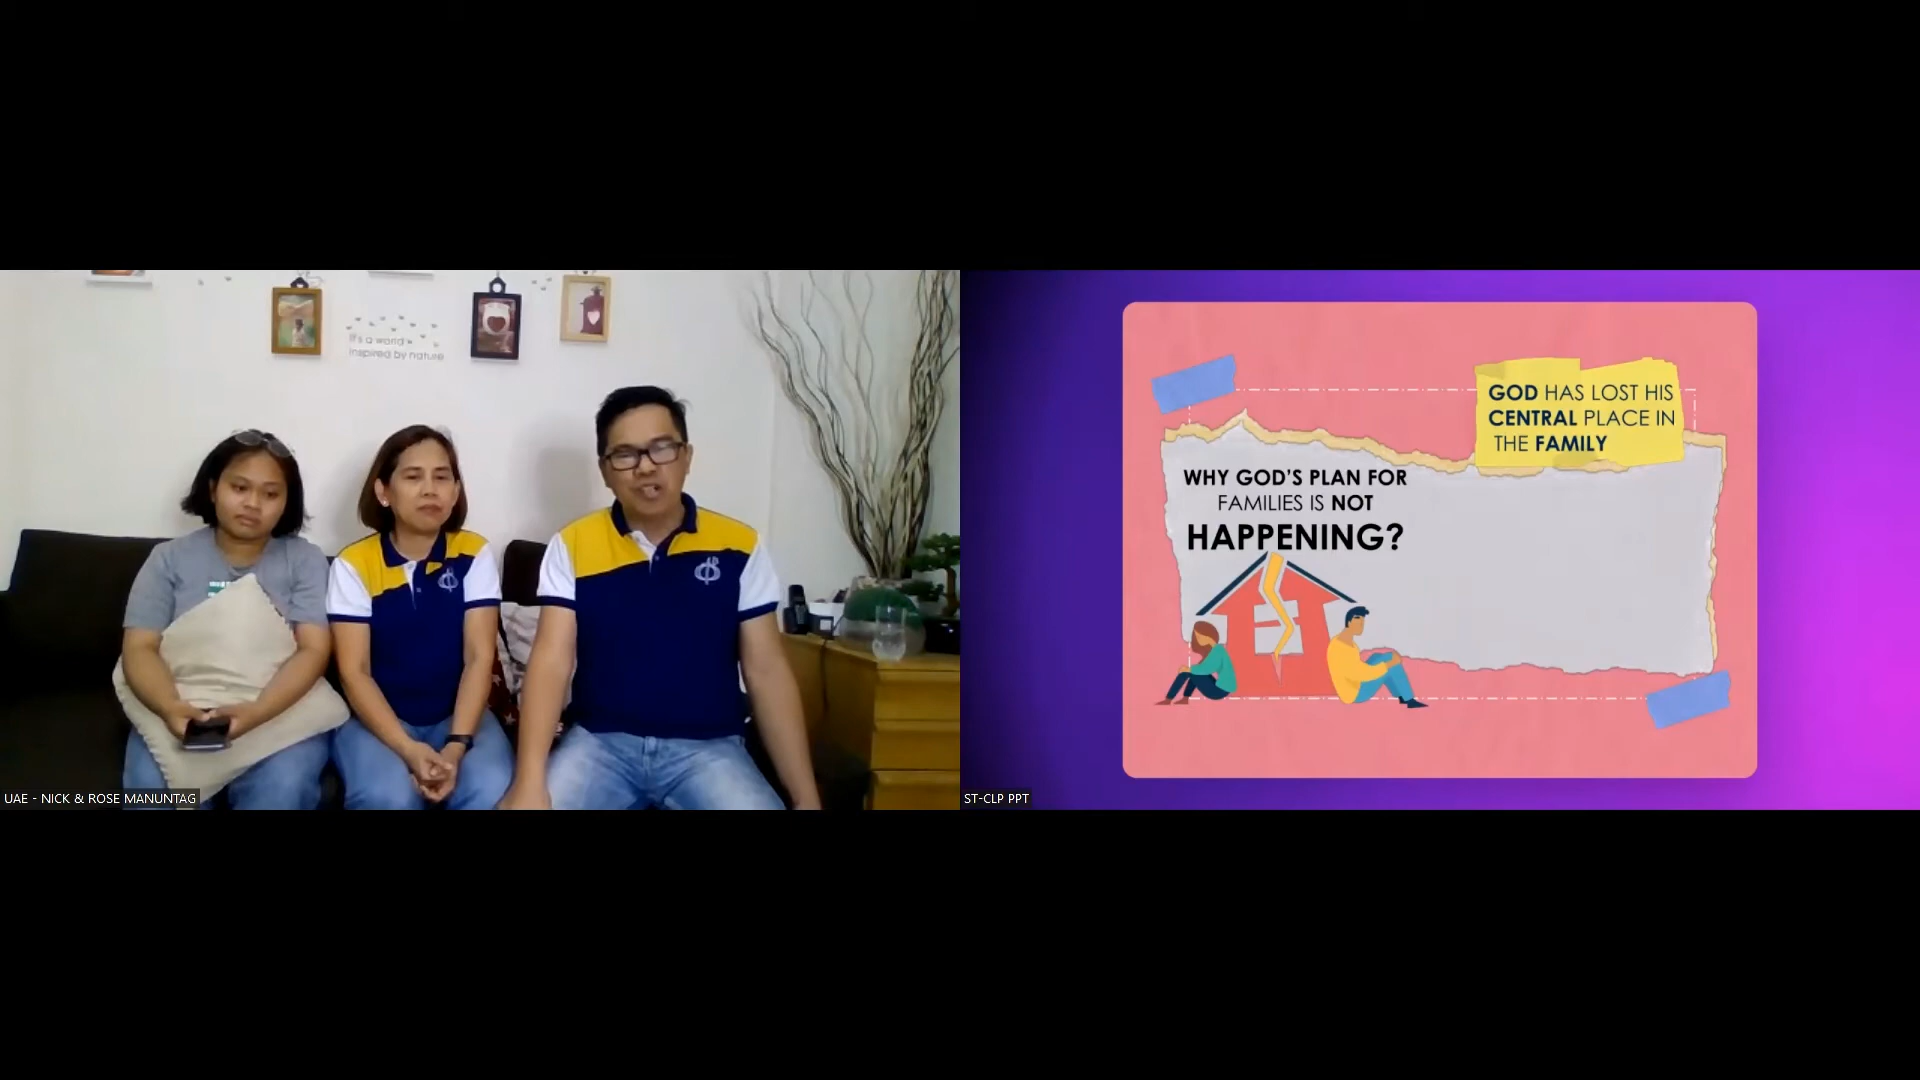 It's a world
inspired by nature
UAE - NICK & ROSE MANUNTAG
GOD HAS LOST HIS
CENTRAL PLACE IN
THE FAMILY
WHY GOD'S PLAN FOR
FAMILIES IS NOT
HAPPENING?
ST-CLP PPT